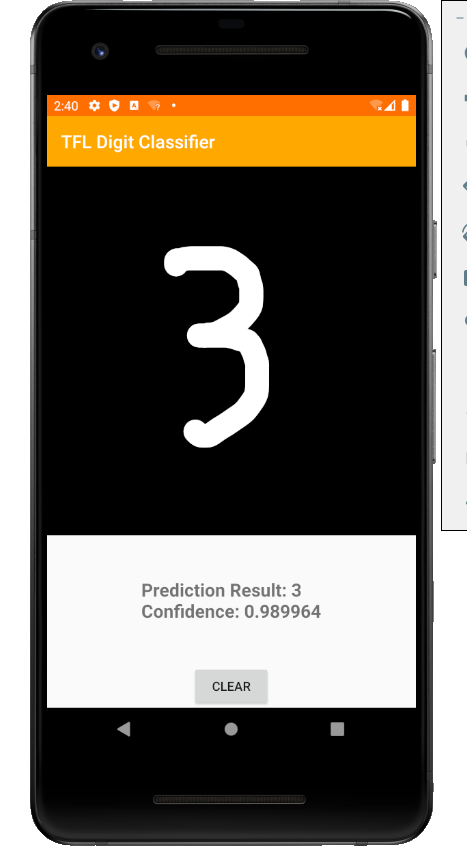 2:40
TFL Digit Classifier
3
Prediction Result: 3
Confidence: 0.989964
CLEAR